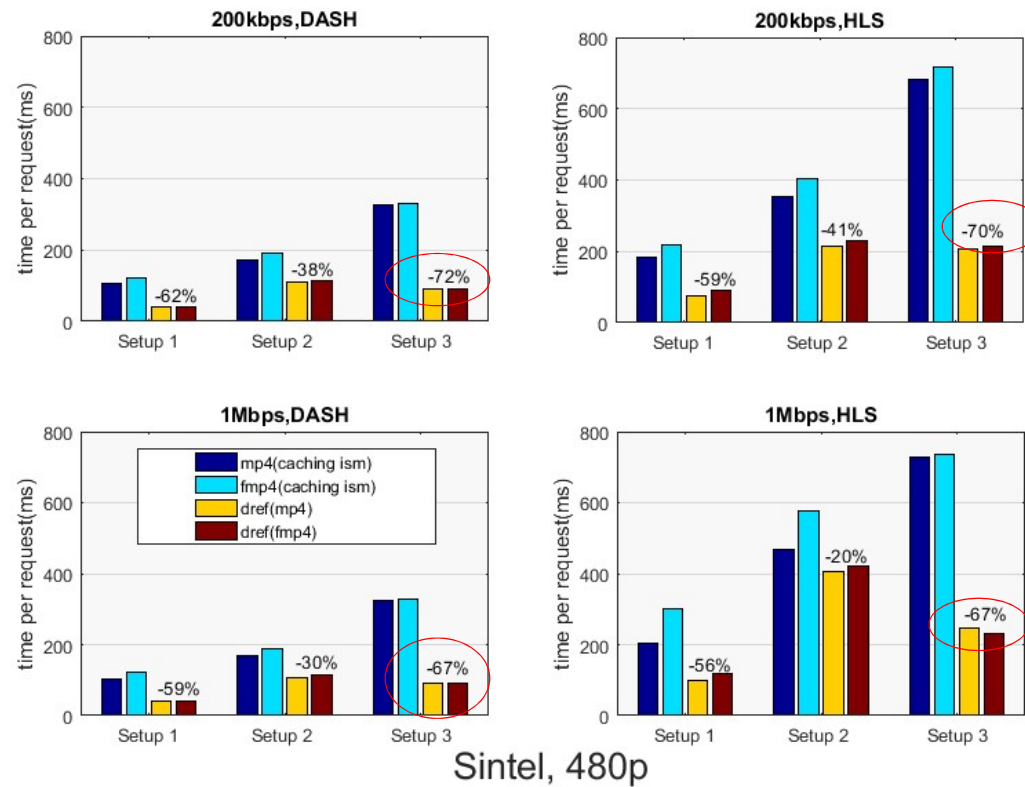 200kbps,DASH
800
600
400
200
0
time per request(ms)
-62%
-38%
-72%
Setup 1
Setup 2
Setup 3
200kbps,HLS
800
600
400
200
0
time per request(ms)
-59%
-41%
-70%
Setup 1
Setup 2
Setup 3
1Mbps,DASH
800
600
400
200
0
time per request(ms)
mp4(caching ism)
fmp4(caching ism)
dref(mp4)
dref(fmp4)
-59%
-30%
-67%
Setup 1
Setup 2
Setup 3
1Mbps,HLS
800
600
400
200
0
time per request(ms)
-56%
-20%
-67%
Setup 1
Setup 2
Setup 3
Sintel, 480p